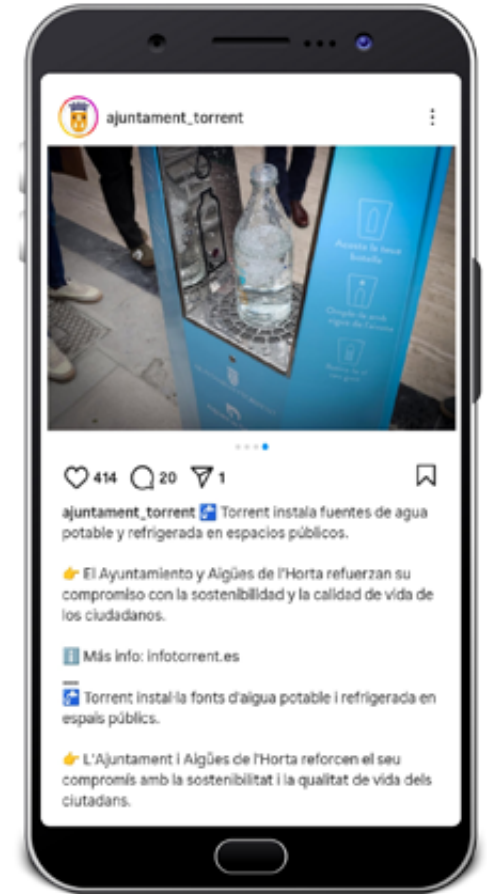 ajuntament_torrent
414 20 1
ajuntament_torrent 🚰 Torrent instala fuentes de agua
potable y refrigerada en espacios públicos.
👉 El Ayuntamiento y Aigües de l'Horta refuerzan su
compromiso con la sostenibilidad y la calidad de vida de
los ciudadanos.
ℹ️ Más info: infotorrent.es
—
🚰 Torrent instal·la fonts d'aigua potable i refrigerada en
espais públics.
👉 L'Ajuntament i Aigües de l'Horta reforcen el seu
compromís amb la sostenibilitat i la qualitat de vida dels
ciutadans.